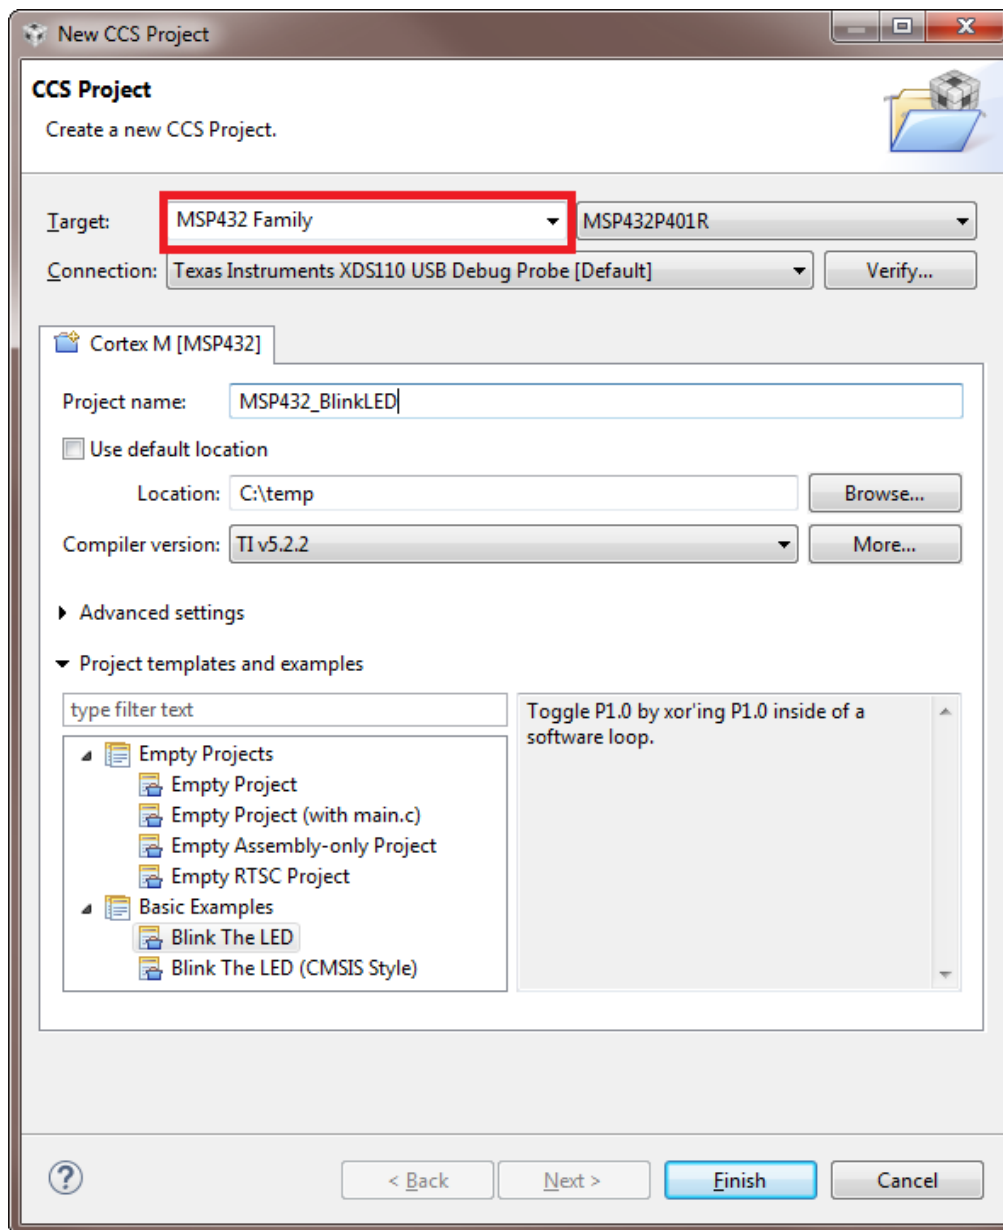 New CCS Project
CCS Project
Create a new CCS Project.
Target: MSP432 Family MSP432P401R
Connection: Texas Instruments XDS110 USB Debug Probe [Default] Verify...
Cortex M [MSP432]
Project name: MSP432_BlinkLED
Use default location
Location: C:\temp Browse...
Compiler version: TI v5.2.2 More...
Advanced settings
Project templates and examples
type filter text
Empty Projects
Empty Project
Empty Project (with main.c)
Empty Assembly-only Project
Empty RTSC Project
Basic Examples
Blink The LED
Blink The LED (CMSIS Style)
Toggle P1.0 by xor'ing P1.0 inside of a
software loop.
?
< Back Next > Finish Cancel